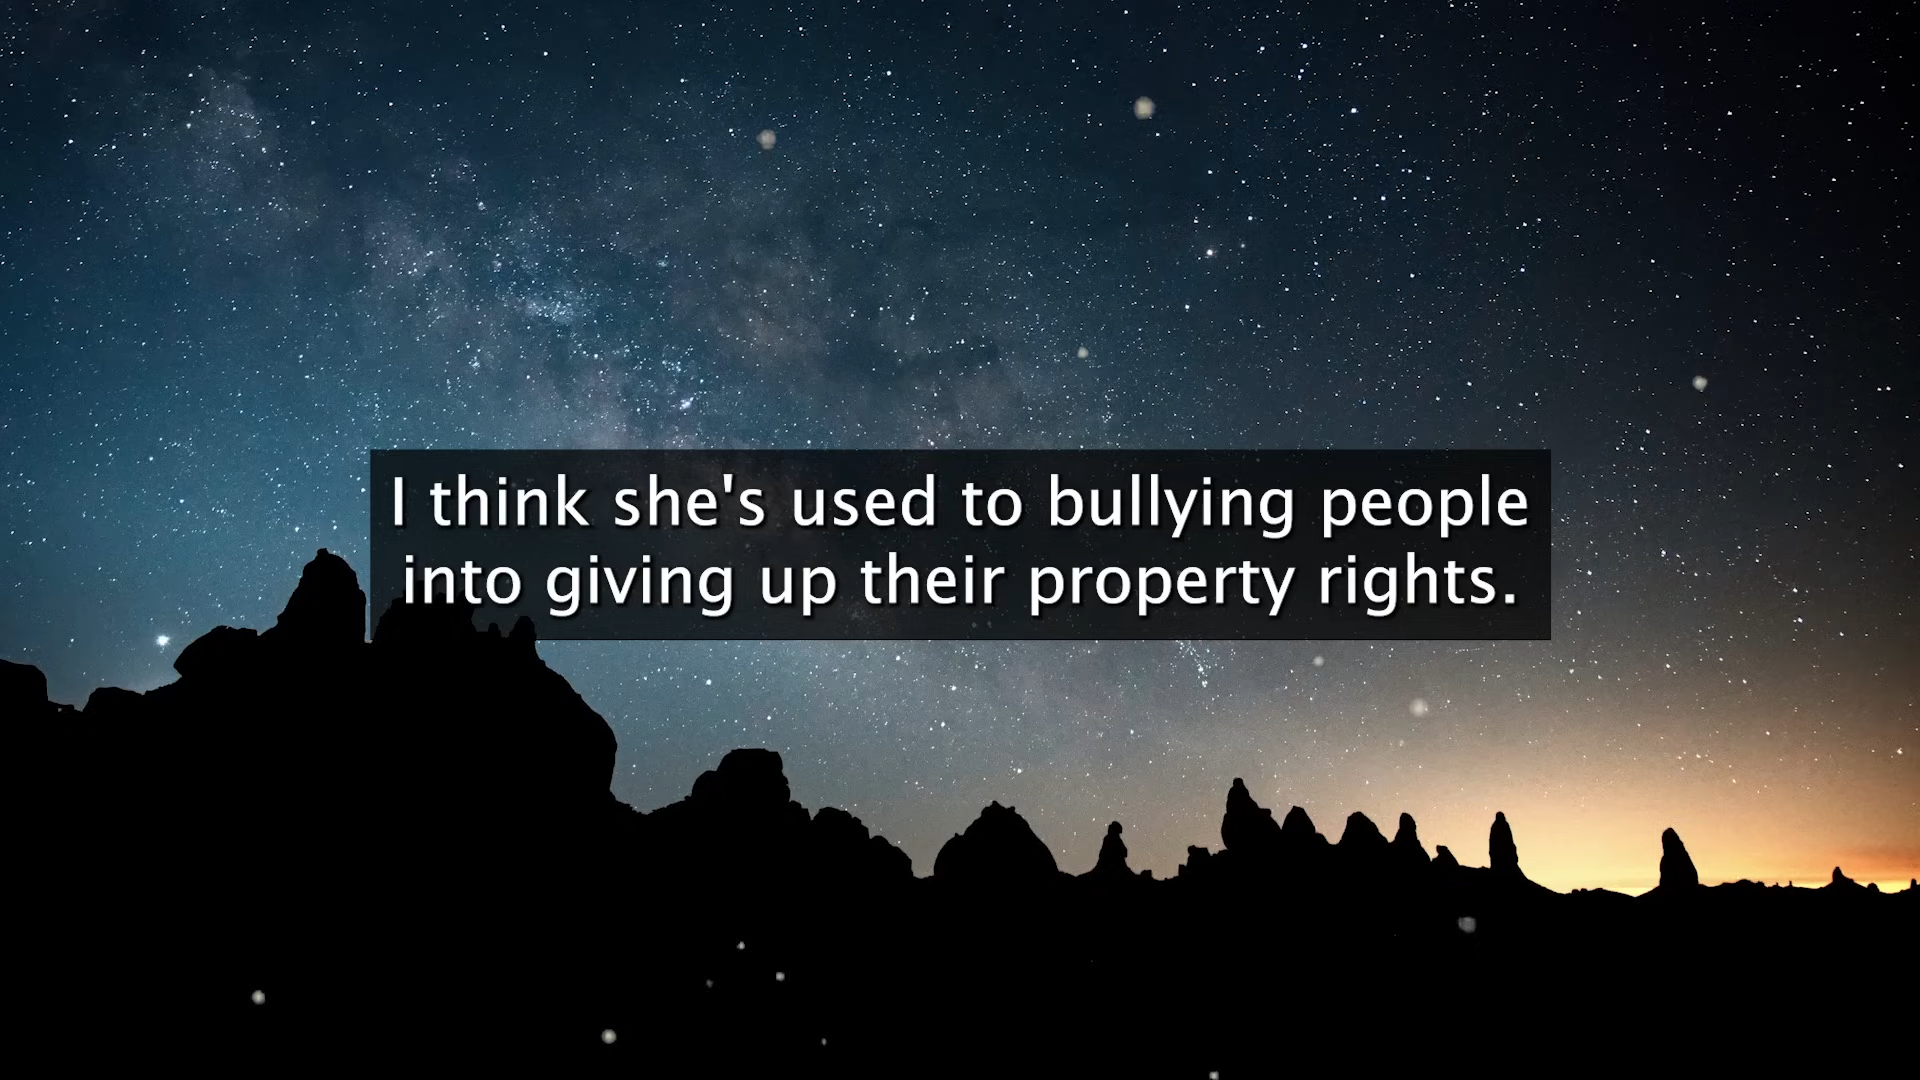 I think she's used to bullying people
into giving up their property rights.